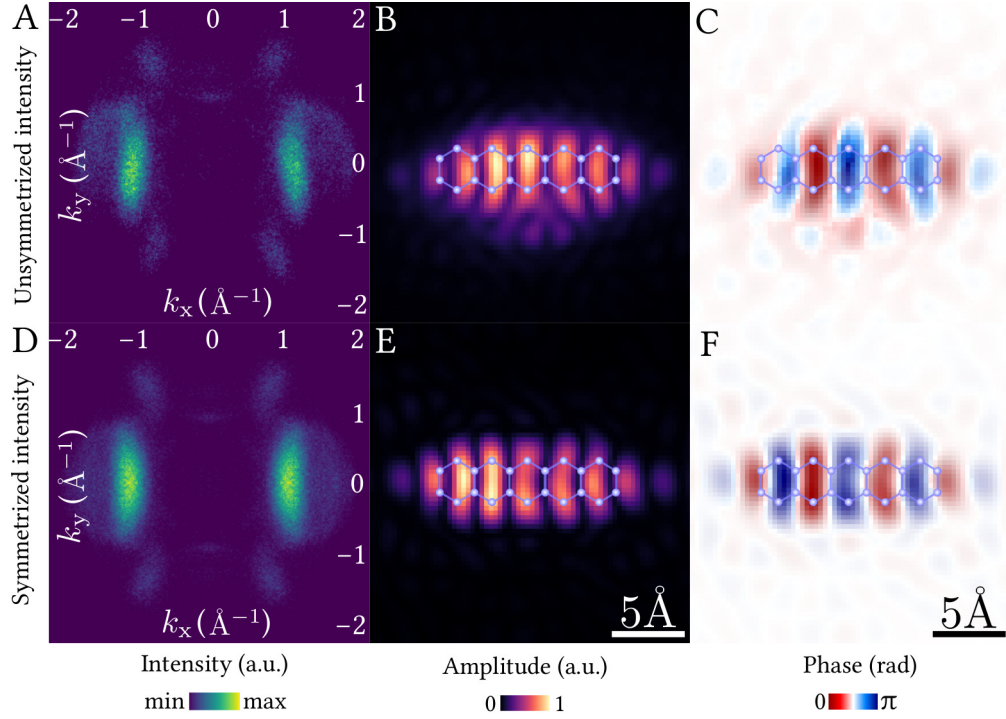 A
−2 −1 0 1 2
B
C
Unsymmetrized intensity
1
0
−1
−2
k_y (Å⁻¹)
k_x (Å⁻¹)
D
−2 −1 0 1 2
E
F
Symmetrized intensity
1
0
−1
−2
k_y (Å⁻¹)
k_x (Å⁻¹)
5Å
5Å
Intensity (a.u.)
min max
Amplitude (a.u.)
0 1
Phase (rad)
0 π